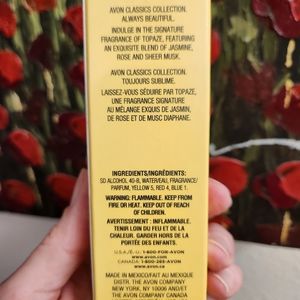 AVON CLASSICS COLLECTION.
ALWAYS BEAUTIFUL.
INDULGE IN THE SIGNATURE
FRAGRANCE OF TOPAZE, FEATURING
AN EXQUISITE BLEND OF JASMINE,
ROSE AND SHEER MUSK.
AVON CLASSICS COLLECTION.
TOUJOURS SUBLIME.
LAISSEZ-VOUS SÉDUIRE PAR TOPAZE,
UNE FRAGRANCE SIGNATURE
AU MÉLANGE EXQUIS DE JASMIN,
DE ROSE ET DE MUSC DIAPHANE.
INGREDIENTS/INGRÉDIENTS:
SD ALCOHOL 40-B, WATER/EAU, FRAGRANCE/
PARFUM, YELLOW 5, RED 4, BLUE 1.
WARNING: FLAMMABLE. KEEP FROM
FIRE OR HEAT. KEEP OUT OF REACH
OF CHILDREN.
AVERTISSEMENT : INFLAMMABLE.
TENIR LOIN DU FEU ET DE LA
CHALEUR. GARDER HORS DE LA
PORTÉE DES ENFANTS.
U.S.A./É.-U. 1-800-FOR-AVON
www.avon.com
CANADA: 1-800-265-AVON
www.avon.ca
MADE IN MEXICO/FAIT AU MEXIQUE
DISTR. THE AVON COMPANY
NEW YORK, NY 10006 AB/VET
THE AVON COMPANY CANADA